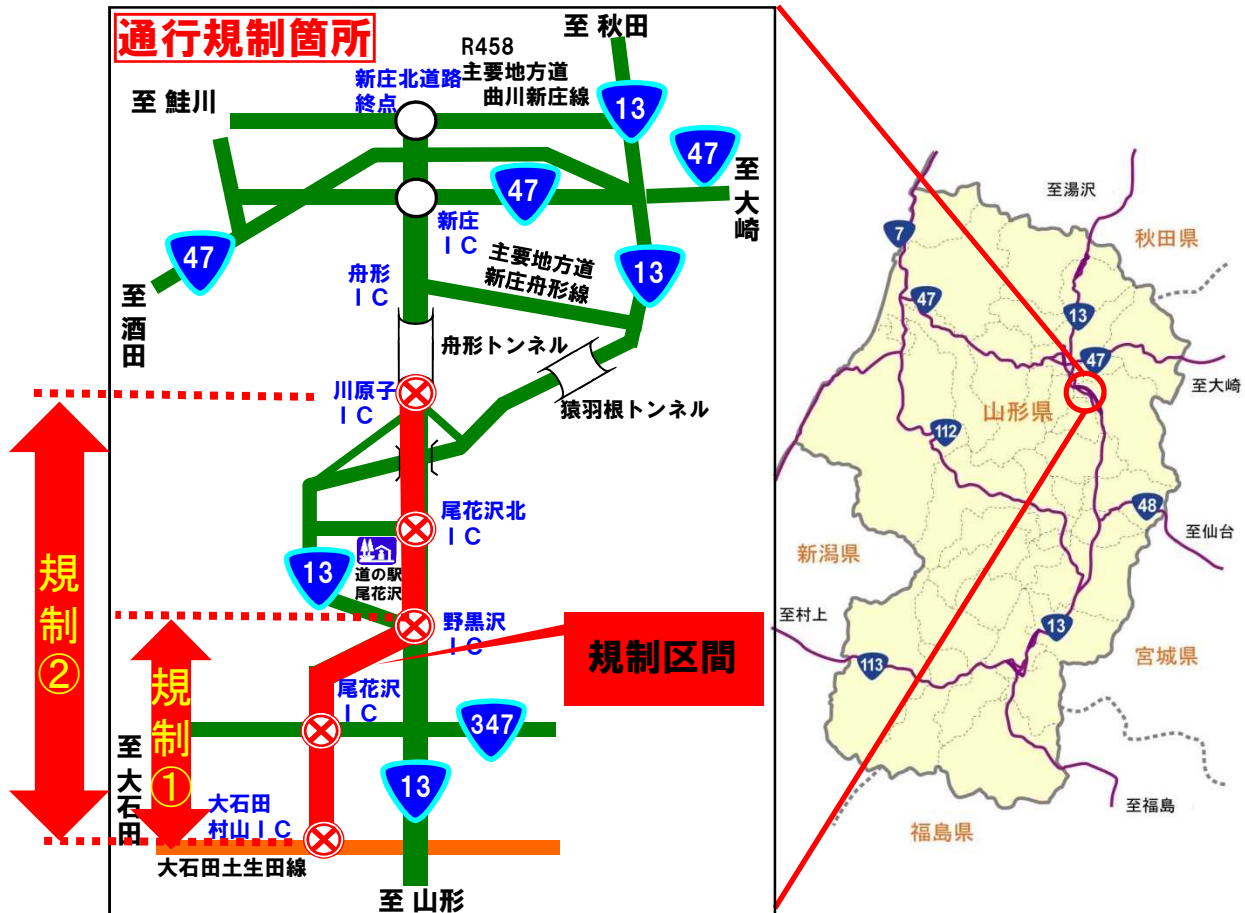 通行規制箇所
至 秋田
R458
主要地方道
曲川新庄線
新庄北道路
終点
至 鮭川
13
47
至 大崎
47
新庄
ＩＣ
47
至 酒田
舟形
ＩＣ
主要地方道
新庄舟形線
13
舟形トンネル
川原子
ＩＣ
猿羽根トンネル
尾花沢北
ＩＣ
道の駅
尾花沢
13
野黒沢
ＩＣ
規制区間
尾花沢
ＩＣ
347
規制②
規制①
至 大石田
13
大石田
村山ＩＣ
大石田土生田線
至 山形
至湯沢
秋田県
7
47
13
47
至大崎
山形県
112
48
至仙台
新潟県
至村上
13
宮城県
113
至福島
福島県